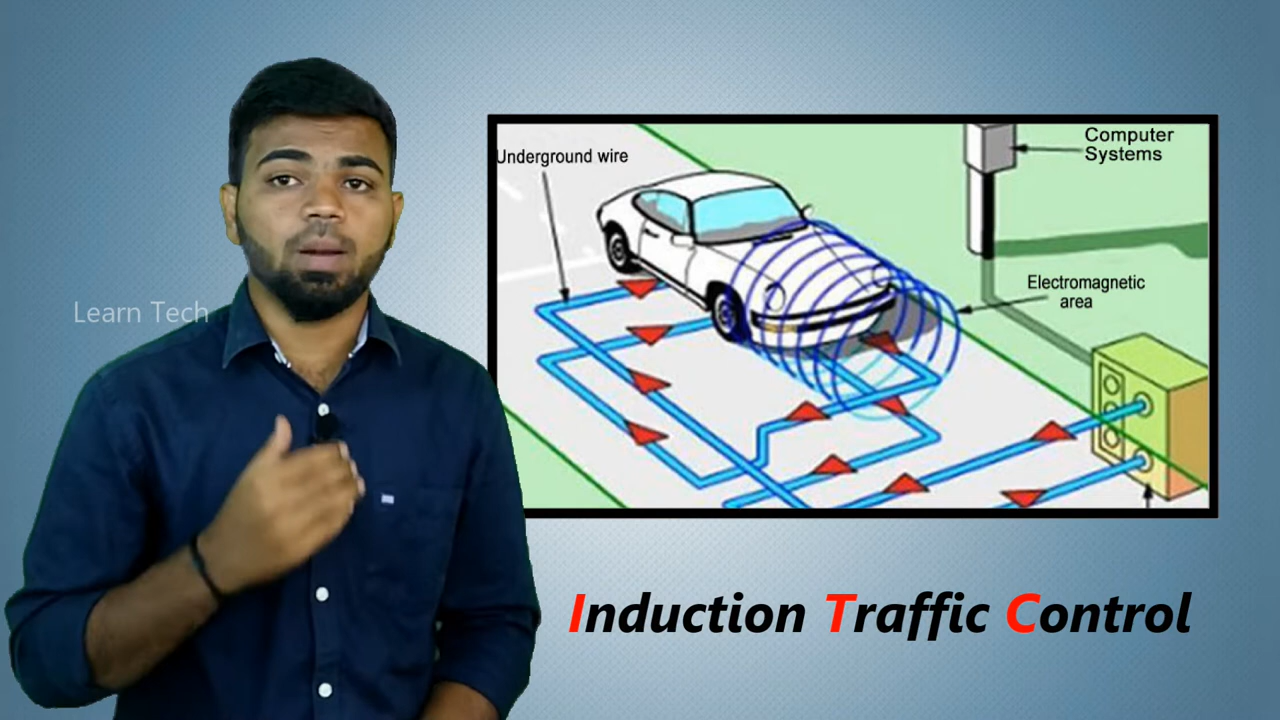 Learn Tech
Underground wire
Computer
Systems
Electromagnetic
area
Induction Traffic Control